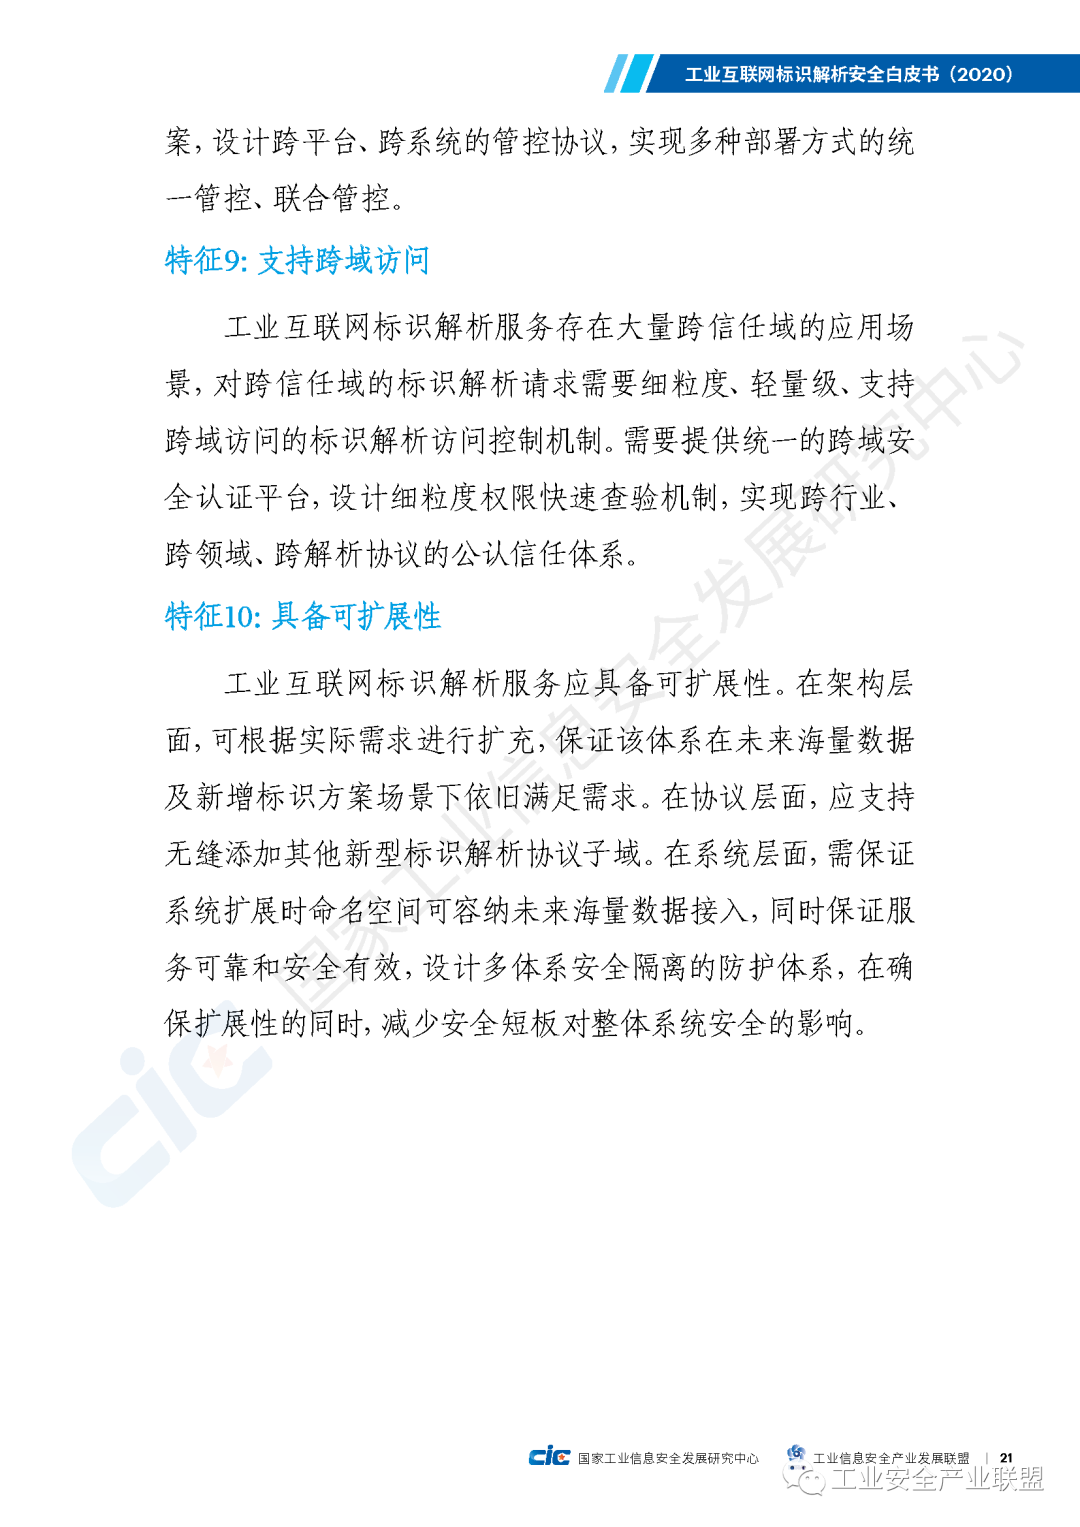 工业互联网标识解析安全白皮书（2020）
案，设计跨平台、跨系统的管控协议，实现多种部署方式的统
一管控、联合管控。
特征9：支持跨域访问
工业互联网标识解析服务存在大量跨信任域的应用场
景，对跨信任域的标识解析请求需要细粒度、轻量级、支持
跨域访问的标识解析访问控制机制。需要提供统一的跨域安
全认证平台，设计细粒度权限快速查验机制，实现跨行业、
跨领域、跨解析协议的公认信任体系。
特征10：具备可扩展性
工业互联网标识解析服务应具备可扩展性。在架构层
面，可根据实际需求进行扩充，保证该体系在未来海量数据
及新增标识方案场景下依旧满足需求。在协议层面，应支持
无缝添加其他新型标识解析协议子域。在系统层面，需保证
系统扩展时命名空间可容纳未来海量数据接入，同时保证服
务可靠和安全有效，设计多体系安全隔离的防护体系，在确
保扩展性的同时，减少安全短板对整体系统安全的影响。
cic 国家工业信息安全发展研究中心
cic 国家工业信息安全发展研究中心 工业信息安全产业发展联盟 | 21
工业安全产业联盟